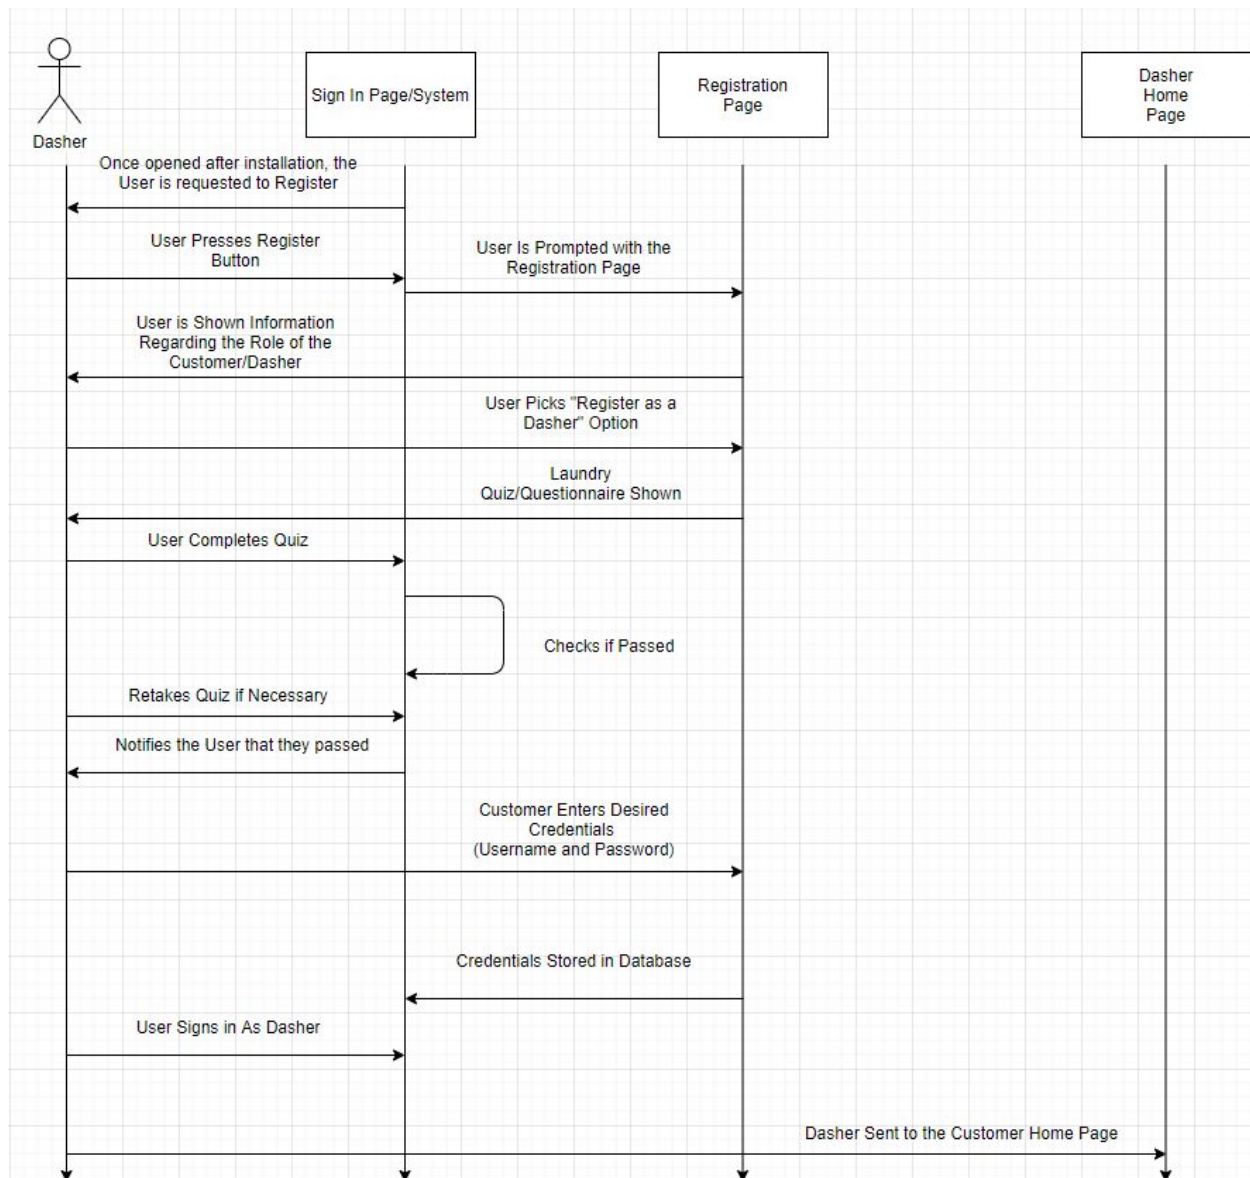 Sign In Page/System
Registration
Page
Dasher
Home
Page
Dasher
Once opened after installation, the
User is requested to Register
User Presses Register
Button
User Is Prompted with the
Registration Page
User is Shown Information
Regarding the Role of the
Customer/Dasher
User Picks "Register as a
Dasher" Option
Laundry
Quiz/Questionnaire Shown
User Completes Quiz
Checks if Passed
Retakes Quiz if Necessary
Notifies the User that they passed
Customer Enters Desired
Credentials
(Username and Password)
Credentials Stored in Database
User Signs in As Dasher
Dasher Sent to the Customer Home Page